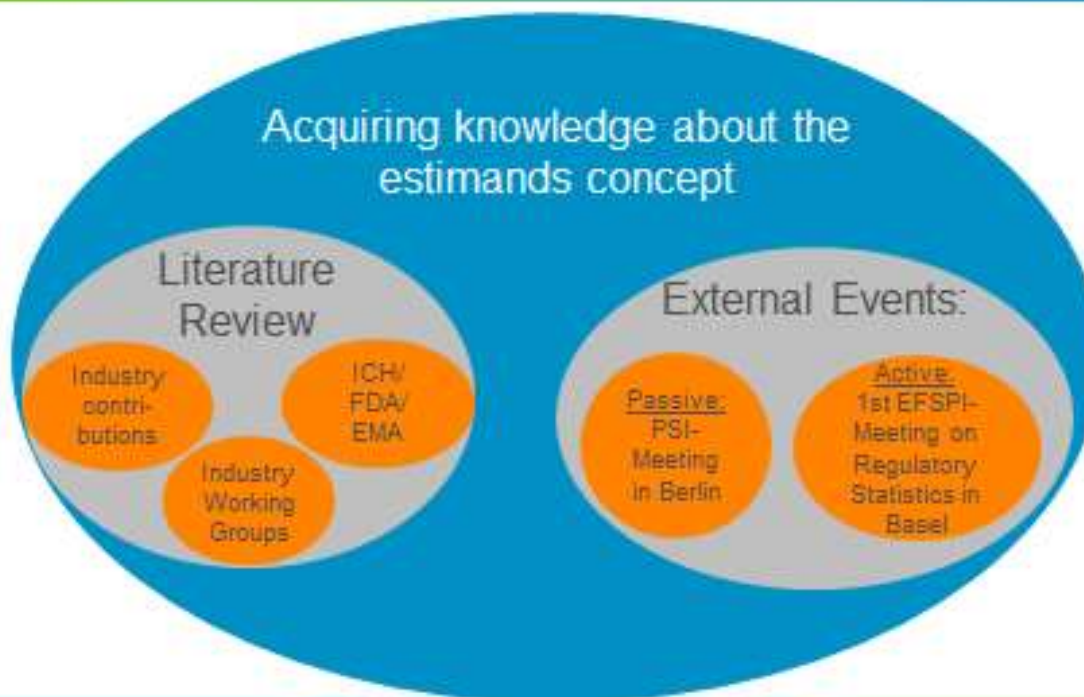 Acquiring knowledge about the
estimands concept
Literature
Review
Industry
contri-
butions
ICH/
FDA/
EMA
Industry
Working
Groups
External Events:
Passive:
PSI-
Meeting
in Berlin
Active:
1st EFSPI-
Meeting on
Regulatory
Statistics in
Basel